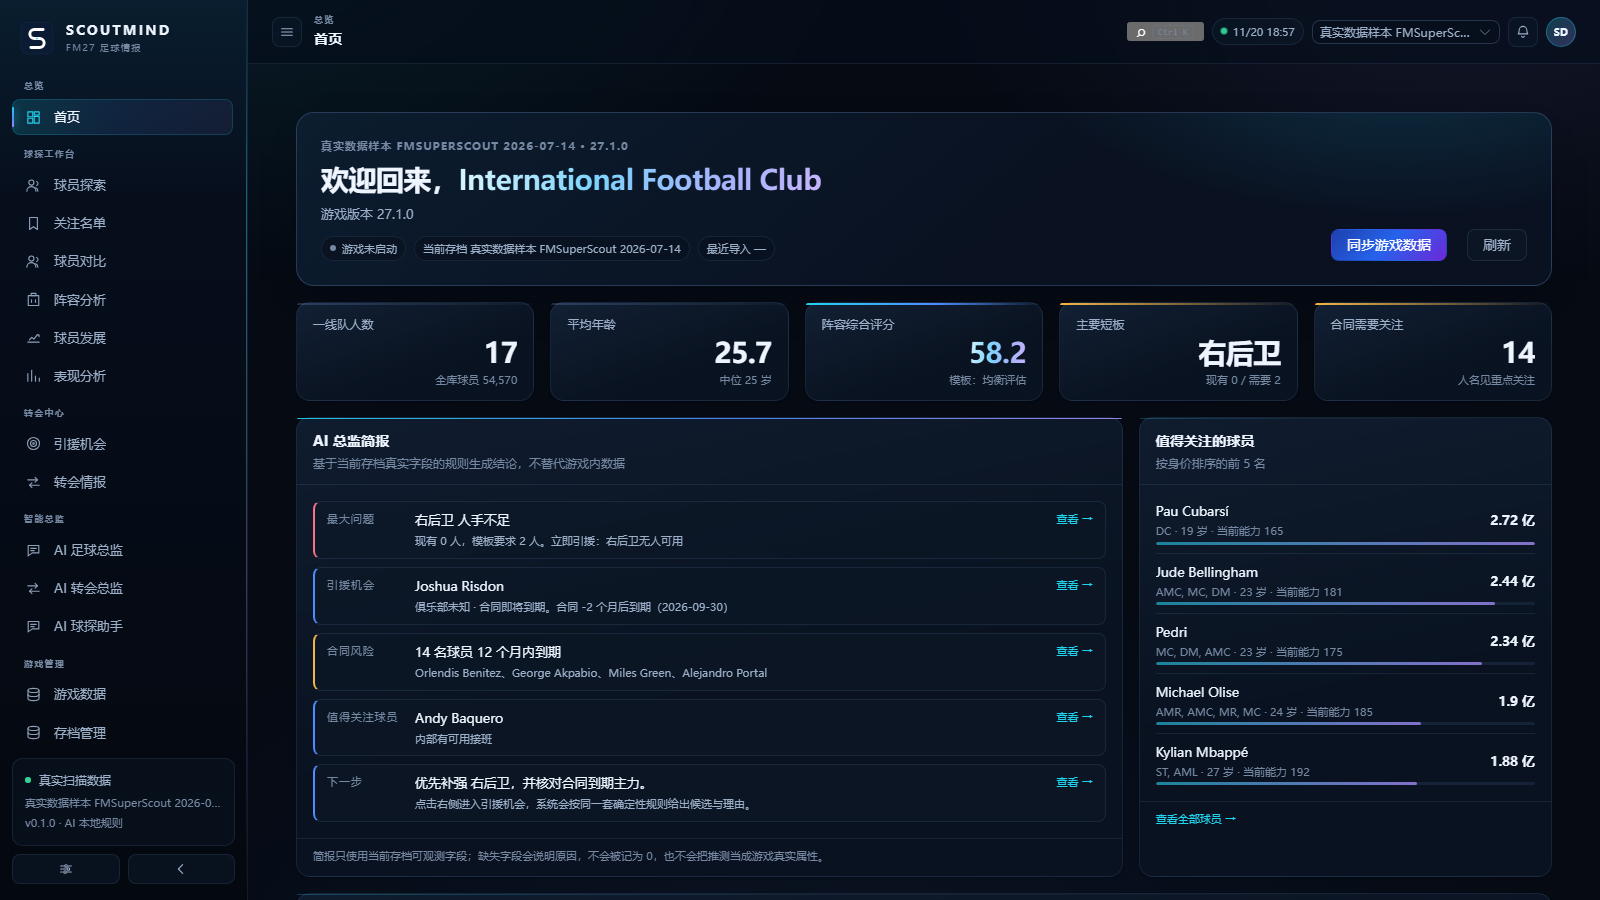 SCOUTMIND
FM27 足球情报
总览
首页
球探工作台
球员探索
关注名单
球员对比
阵容分析
球员发展
表现分析
转会中心
引援机会
转会情报
智能总监
AI 足球总监
AI 转会总监
AI 球探助手
游戏管理
游戏数据
存档管理
真实扫描数据
真实数据样本 FMSuperScout 2026-0...
v0.1.0 · AI 本地规则
总览
首页
Ctrl K
11/20 18:57
真实数据样本 FMSuperSc...
SD
真实数据样本 FMSUPERSCOUT 2026-07-14 • 27.1.0
欢迎回来，International Football Club
游戏版本 27.1.0
游戏未启动
当前存档 真实数据样本 FMSuperScout 2026-07-14
最近导入 —
同步游戏数据
刷新
一线队人数
17
全库球员 54,570
平均年龄
25.7
中位 25 岁
阵容综合评分
58.2
模板：均衡评估
主要短板
右后卫
现有 0 / 需要 2
合同需要关注
14
人名见重点关注
AI 总监简报
基于当前存档真实字段的规则生成结论，不替代游戏内数据
最大问题
右后卫 人手不足
现有 0 人，模板要求 2 人。立即引援：右后卫无人可用
查看 →
引援机会
Joshua Risdon
俱乐部未知 · 合同即将到期。合同 -2 个月后到期（2026-09-30）
查看 →
合同风险
14 名球员 12 个月内到期
Orlendis Benitez、George Akpabio、Miles Green、Alejandro Portal
查看 →
值得关注球员
Andy Baquero
内部有可用接班
查看 →
下一步
优先补强 右后卫，并核对合同到期主力。
点击右侧进入引援机会，系统会按同一套确定性规则给出候选与理由。
查看 →
简报只使用当前存档可观测字段；缺失字段会说明原因，不会被记为 0，也不会把推测当成游戏真实属性。
值得关注的球员
按身价排序的前 5 名
Pau Cubarsí
DC · 19 岁 · 当前能力 165
2.72 亿
Jude Bellingham
AMC, MC, DM · 23 岁 · 当前能力 181
2.44 亿
Pedri
MC, DM, AMC · 23 岁 · 当前能力 175
2.34 亿
Michael Olise
AMR, AMC, MR, MC · 24 岁 · 当前能力 185
1.9 亿
Kylian Mbappé
ST, AML · 27 岁 · 当前能力 192
1.88 亿
查看全部球员 →